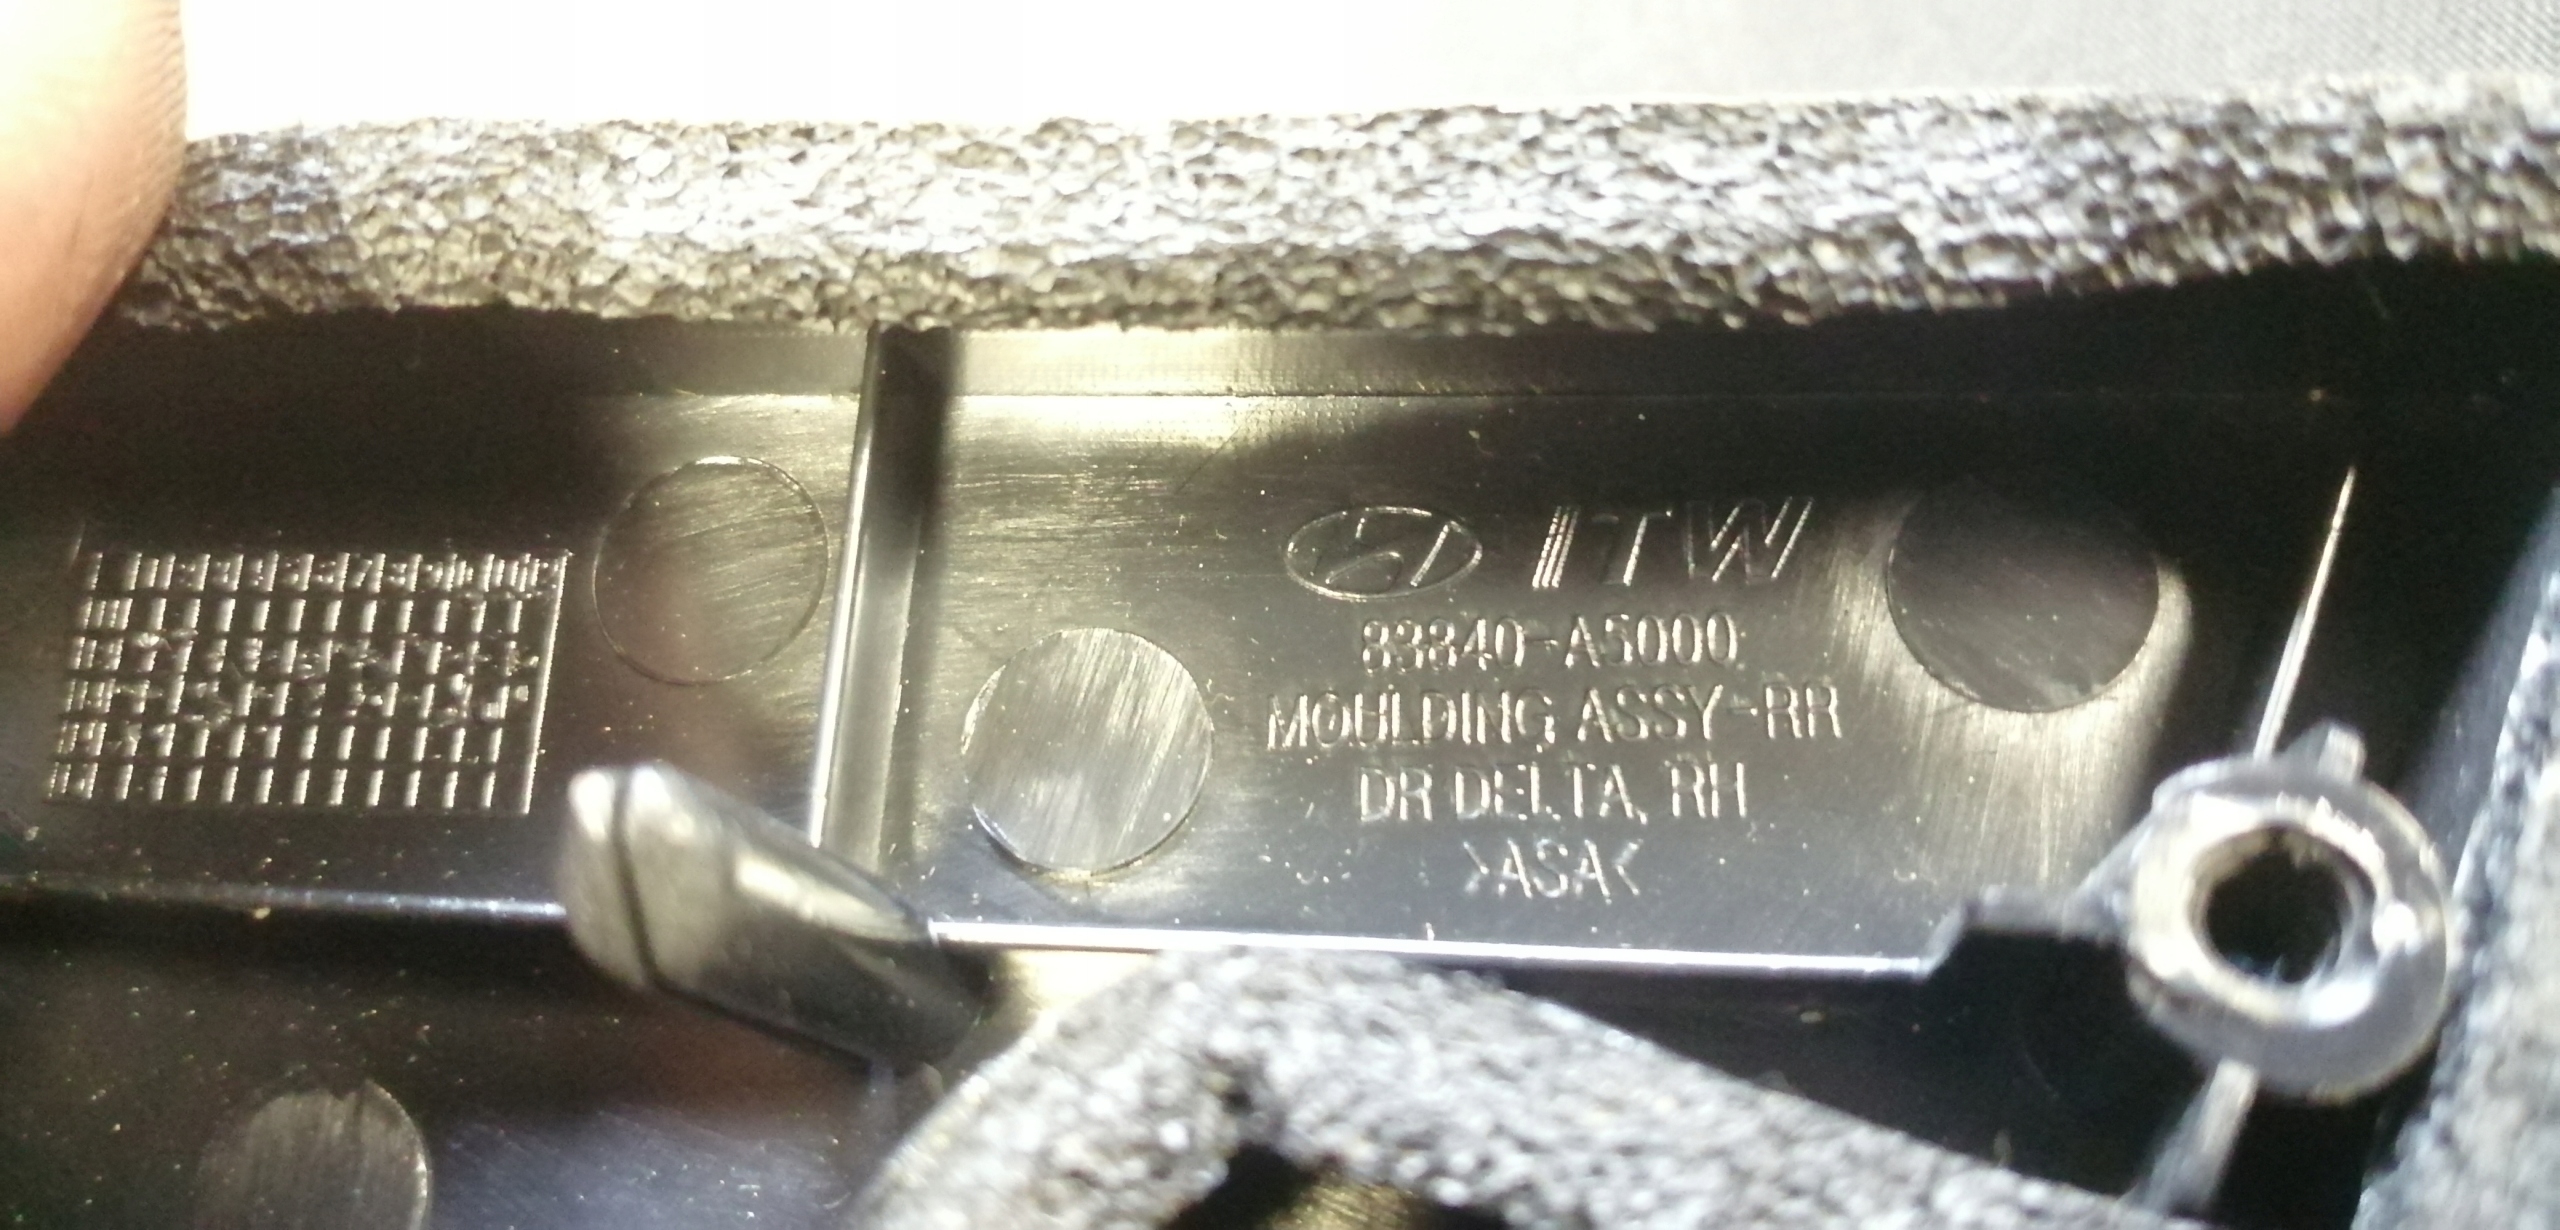 ITW
83840-A5000
MOULDING ASSY-RR
DR DELTA, RH
>ASA<